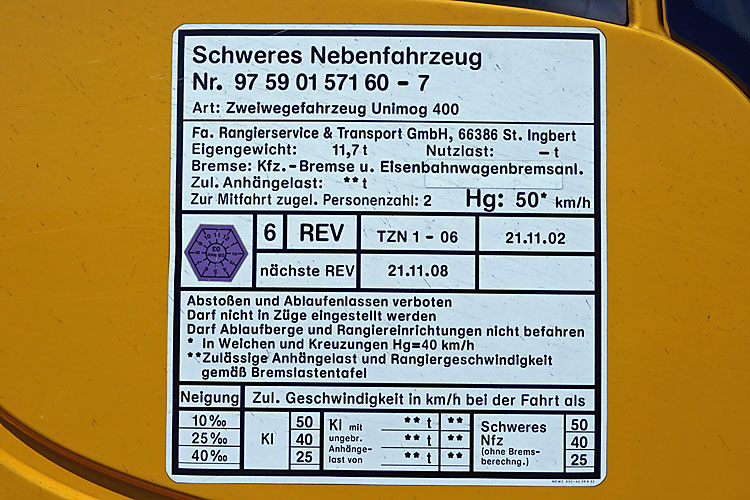 Schweres Nebenfahrzeug
Nr. 97 59 01 571 60 - 7
Art: Zweiwegefahrzeug Unimog 400
Fa. Rangierservice & Transport GmbH, 66386 St. Ingbert
Eigengewicht: 11,7 t Nutzlast: - t
Bremse: Kfz.-Bremse u. Eisenbahnwagenbremsanl.
Zul. Anhängelast: ** t
Zur Mitfahrt zugel. Personenzahl: 2 Hg: 50* km/h
6 REV TZN 1 - 06 21.11.02
nächste REV 21.11.08
Abstoßen und Ablaufenlassen verboten
Darf nicht in Züge eingestellt werden
Darf Ablaufberge und Rangiereinrichtungen nicht befahren
* In Weichen und Kreuzungen Hg=40 km/h
**Zulässige Anhängelast und Rangiergeschwindigkeit
gemäß Bremslastentafel
Neigung Zul. Geschwindigkeit in km/h bei der Fahrt als
10 ‰ 50 Kl mit ** t ** Schweres 50
25 ‰ Kl 40 ungebr. ** t ** Nfz 40
Anhänge- (ohne Brems-
40 ‰ 25 last von ** t ** berechng.) 25